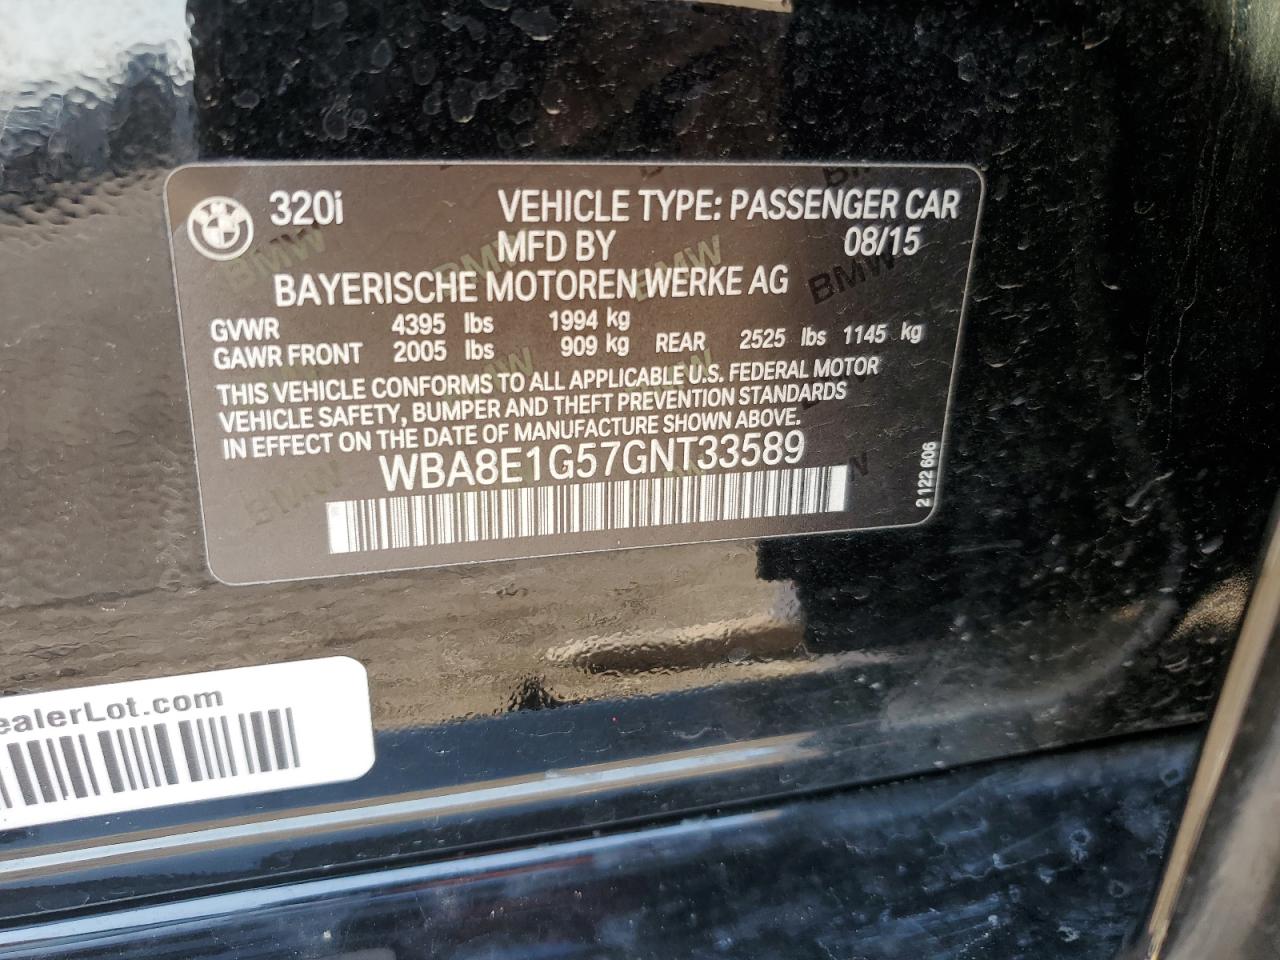 320i VEHICLE TYPE: PASSENGER CAR
MFD BY 08/15
BAYERISCHE MOTOREN WERKE AG
GVWR 4395 lbs 1994 kg
GAWR FRONT 2005 lbs 909 kg REAR 2525 lbs 1145 kg
THIS VEHICLE CONFORMS TO ALL APPLICABLE U.S. FEDERAL MOTOR
VEHICLE SAFETY, BUMPER AND THEFT PREVENTION STANDARDS
IN EFFECT ON THE DATE OF MANUFACTURE SHOWN ABOVE.
WBA8E1G57GNT33589
2 122 606
ealerLot.com